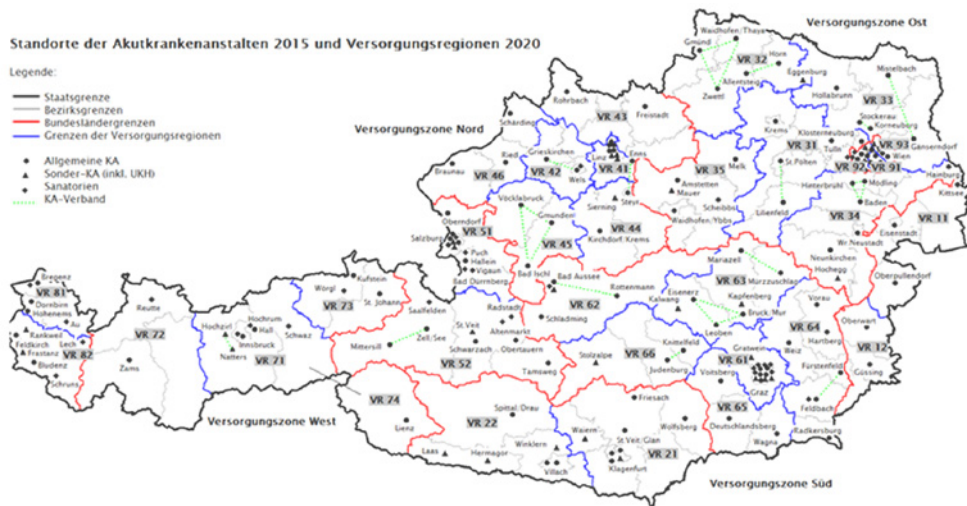 Standorte der Akutkrankenanstalten 2015 und Versorgungsregionen 2020
Legende:
Staatsgrenze
Bezirksgrenzen
Bundesländergrenzen
Grenzen der Versorgungsregionen
Allgemeine KA
Sonder-KA (inkl. UKH)
Sanatorien
KA-Verband
Versorgungszone Ost
Waidhofen/Thaya
Gmünd
VR 32
Horn
Allentsteig
Eggenburg
Mistelbach
Zwettl
Hollabrunn
VR 33
Rohrbach
VR 43
Freistadt
Stockerau
Korneuburg
Krems
Klosterneuburg
Schärding
Versorgungszone Nord
VR 31
Tulln
VR 93
Gänserndorf
Grieskirchen
Linz
Enns
Ried
VR 42
VR 41
VR 46
Wels
Melk
St.Pölten
VR 92
VR 91
Wien
VR 35
Braunau
Hainburg
Hinterbrühl
Mödling
Kittsee
Amstetten
Mauer
Steyr
Baden
Vöcklabruck
Sierning
Scheibbs
Lilienfeld
Oberndorf
VR 51
Gmunden
VR 44
Waidhofen/Ybbs
VR 34
VR 11
Eisenstadt
Salzburg
VR 45
Kirchdorf/Krems
Wr.Neustadt
Puch
Hallein
Vigaun
Mariazell
Neunkirchen
Bad Ischl
Bad Aussee
VR 63
Hochegg
Oberpullendorf
Bad Dürrnberg
Kufstein
Mürzzuschlag
Bregenz
VR 81
Wörgl
VR 73
St. Johann
Rottenmann
Eisenerz
Kalwang
Kapfenberg
Vorau
Dornbirn
Hohenems
Reutte
Saalfelden
Radstadt
VR 62
Bruck/Mur
VR 64
Oberwart
Au
VR 72
Hochzirl
Hochrum
Hall
Schwaz
Schladming
Leoben
Rankweil
Feldkirch
Lech
Innsbruck
St.Veit
Altenmarkt
Knittelfeld
Gratwein
Hartberg
VR 12
Frastanz
VR 82
Natters
Mittersill
Zell/See
Schwarzach
Obertauern
Stolzalpe
VR 66
VR 61
Weiz
Bludenz
Zams
VR 71
VR 52
Judenburg
Voitsberg
Fürstenfeld
Güssing
Schruns
Tamsweg
Graz
VR 74
Friesach
VR 65
Feldbach
Versorgungszone West
Spittal/Drau
VR 22
Deutschlandsberg
Lienz
Waiern
Wolfsberg
Radkersburg
Winklern
St.Veit/Glan
Wagna
Laas
Hermagor
VR 21
Villach
Klagenfurt
Versorgungszone Süd